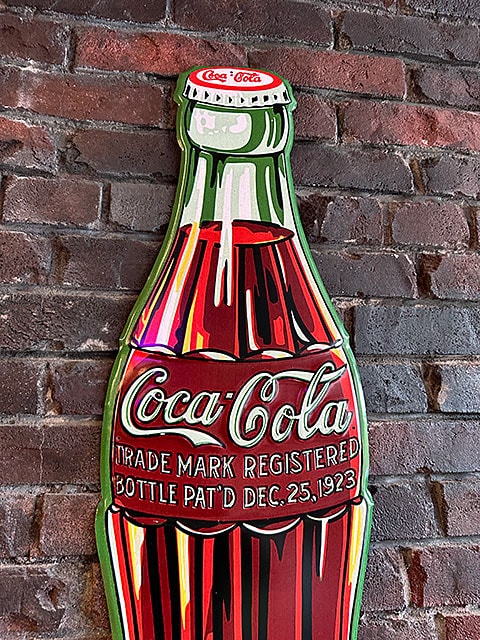 Coca-Cola
Coca-Cola
TRADE MARK REGISTERED
BOTTLE PAT'D DEC. 25, 1923